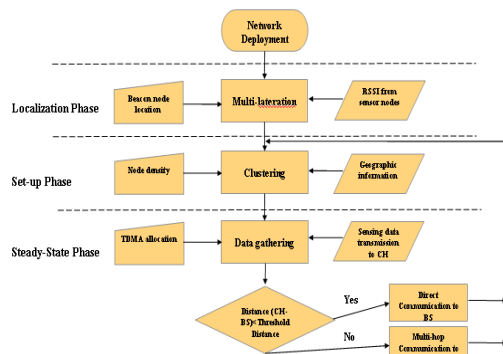 Network
Deployment
Localization Phase
Beacon node
location
Multi-lateration
RSSI from
sensor nodes
Set-up Phase
Node density
Clustering
Geographic
information
Steady-State Phase
TDMA allocation
Data gathering
Sensing data
transmission
to CH
Distance (CH-
BS)<Threshold
Distance
Yes
Direct
Communication to
BS
No
Multi-hop
Communication to